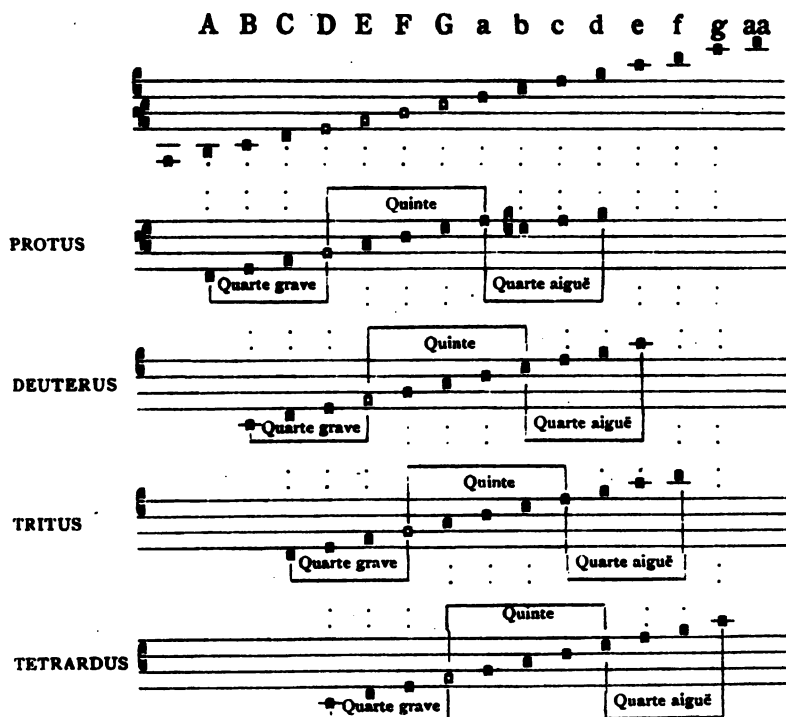 A B C D E F G a b c d e f g aa
Quinte
PROTUS
Quarte grave Quarte aiguë
Quinte
DEUTERUS
Quarte grave Quarte aiguë
Quinte
TRITUS
Quarte grave Quarte aiguë
Quinte
TETRARDUS
Quarte grave Quarte aiguë